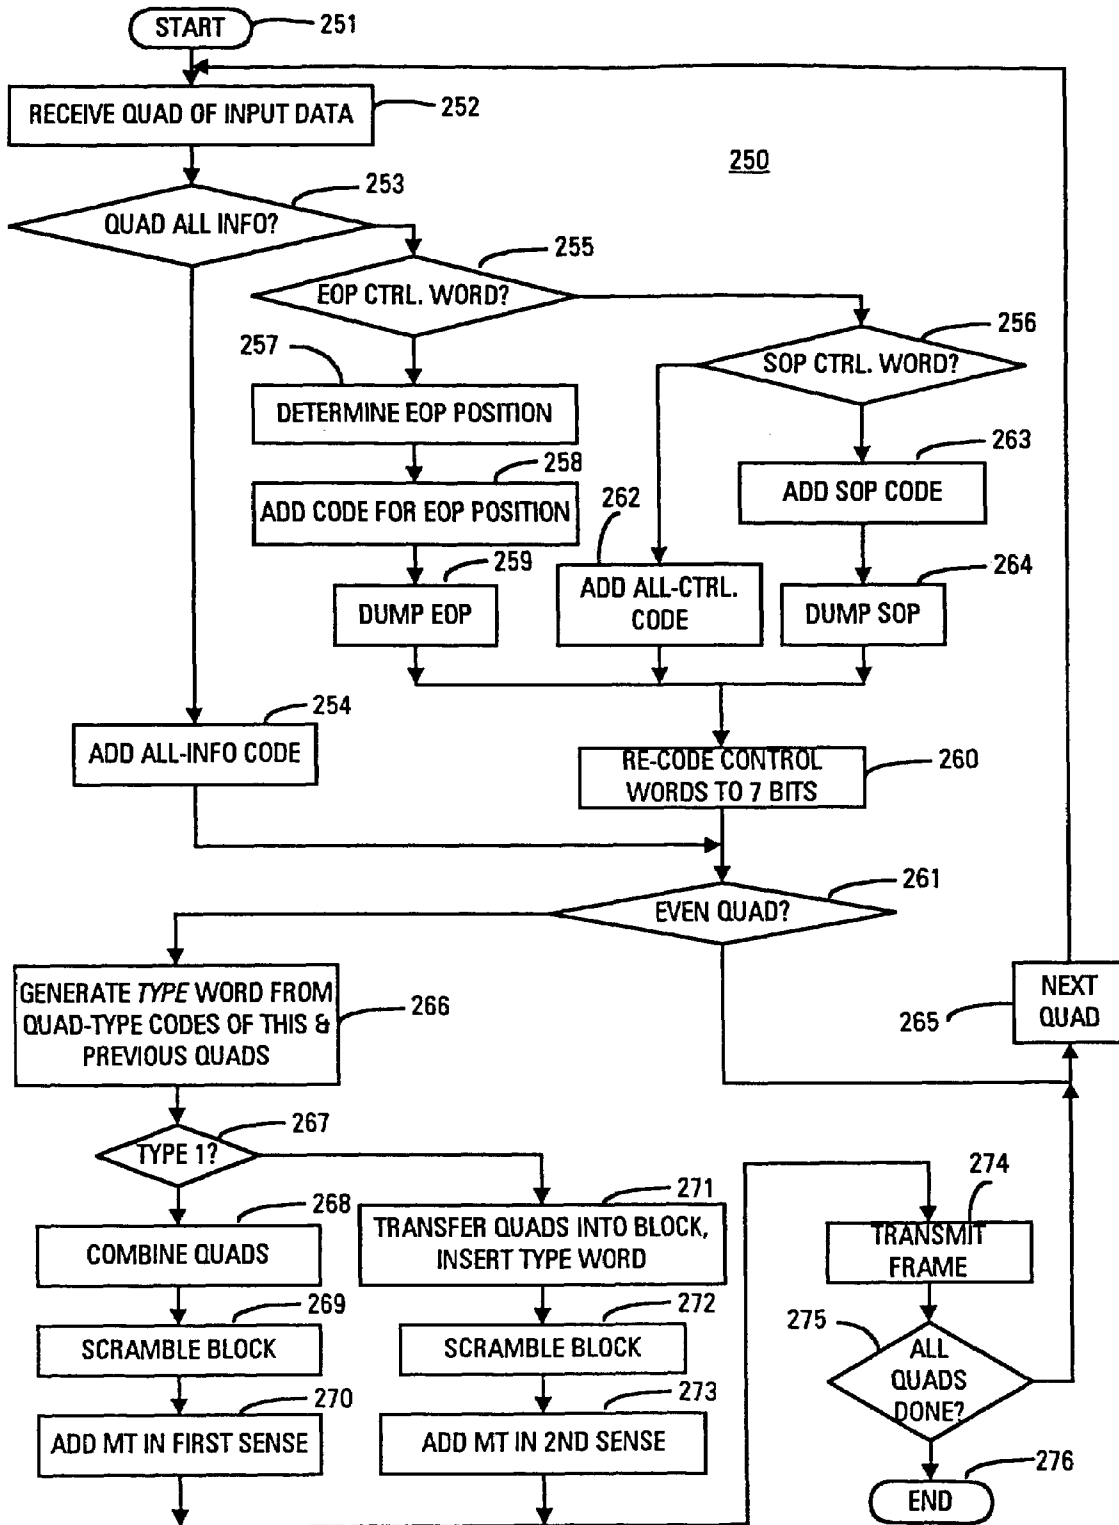 START
251
RECEIVE QUAD OF INPUT DATA
252
250
QUAD ALL INFO?
253
EOP CTRL. WORD?
255
SOP CTRL. WORD?
256
257
DETERMINE EOP POSITION
258
ADD CODE FOR EOP POSITION
259
DUMP EOP
262
ADD ALL-CTRL.
CODE
263
ADD SOP CODE
264
DUMP SOP
254
ADD ALL-INFO CODE
RE-CODE CONTROL
WORDS TO 7 BITS
260
EVEN QUAD?
261
GENERATE TYPE WORD FROM
QUAD-TYPE CODES OF THIS &
PREVIOUS QUADS
266
265
NEXT
QUAD
TYPE 1?
267
268
COMBINE QUADS
269
SCRAMBLE BLOCK
270
ADD MT IN FIRST SENSE
271
TRANSFER QUADS INTO BLOCK,
INSERT TYPE WORD
272
SCRAMBLE BLOCK
273
ADD MT IN 2ND SENSE
274
TRANSMIT
FRAME
275
ALL
QUADS
DONE?
276
END